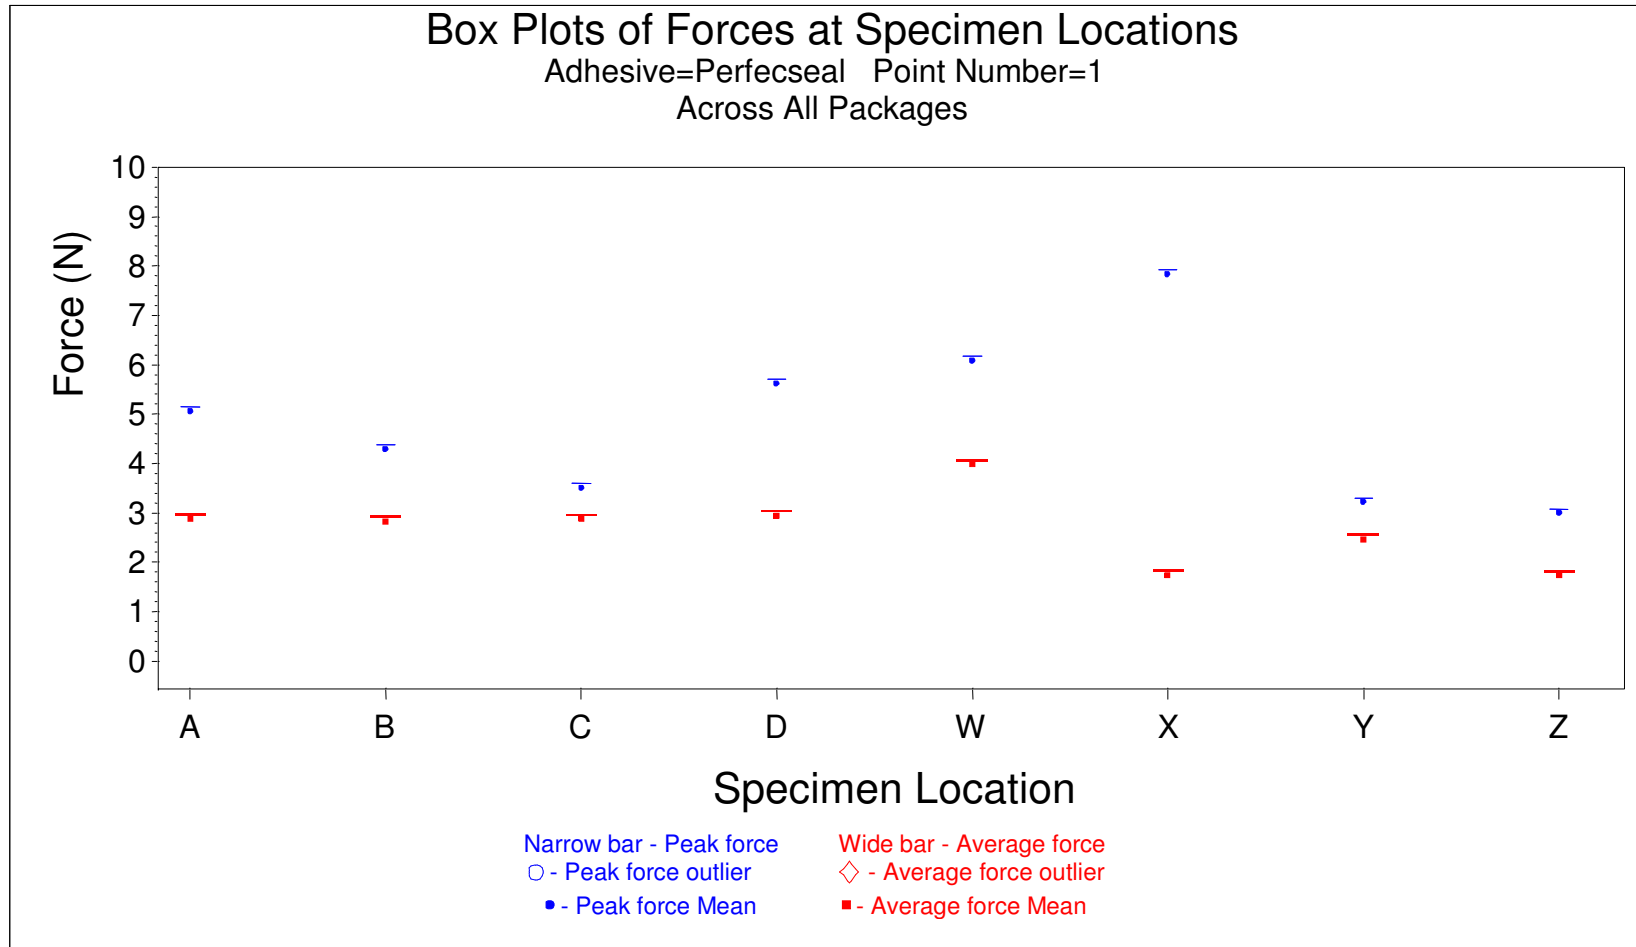 Box Plots of Forces at Specimen Locations
Adhesive=Perfecseal   Point Number=1
Across All Packages
10
9
8
7
6
5
4
3
2
1
0
Force (N)
A B C D W X Y Z
Specimen Location
Narrow bar - Peak force   Wide bar - Average force
- Peak force outlier   - Average force outlier
- Peak force Mean   - Average force Mean